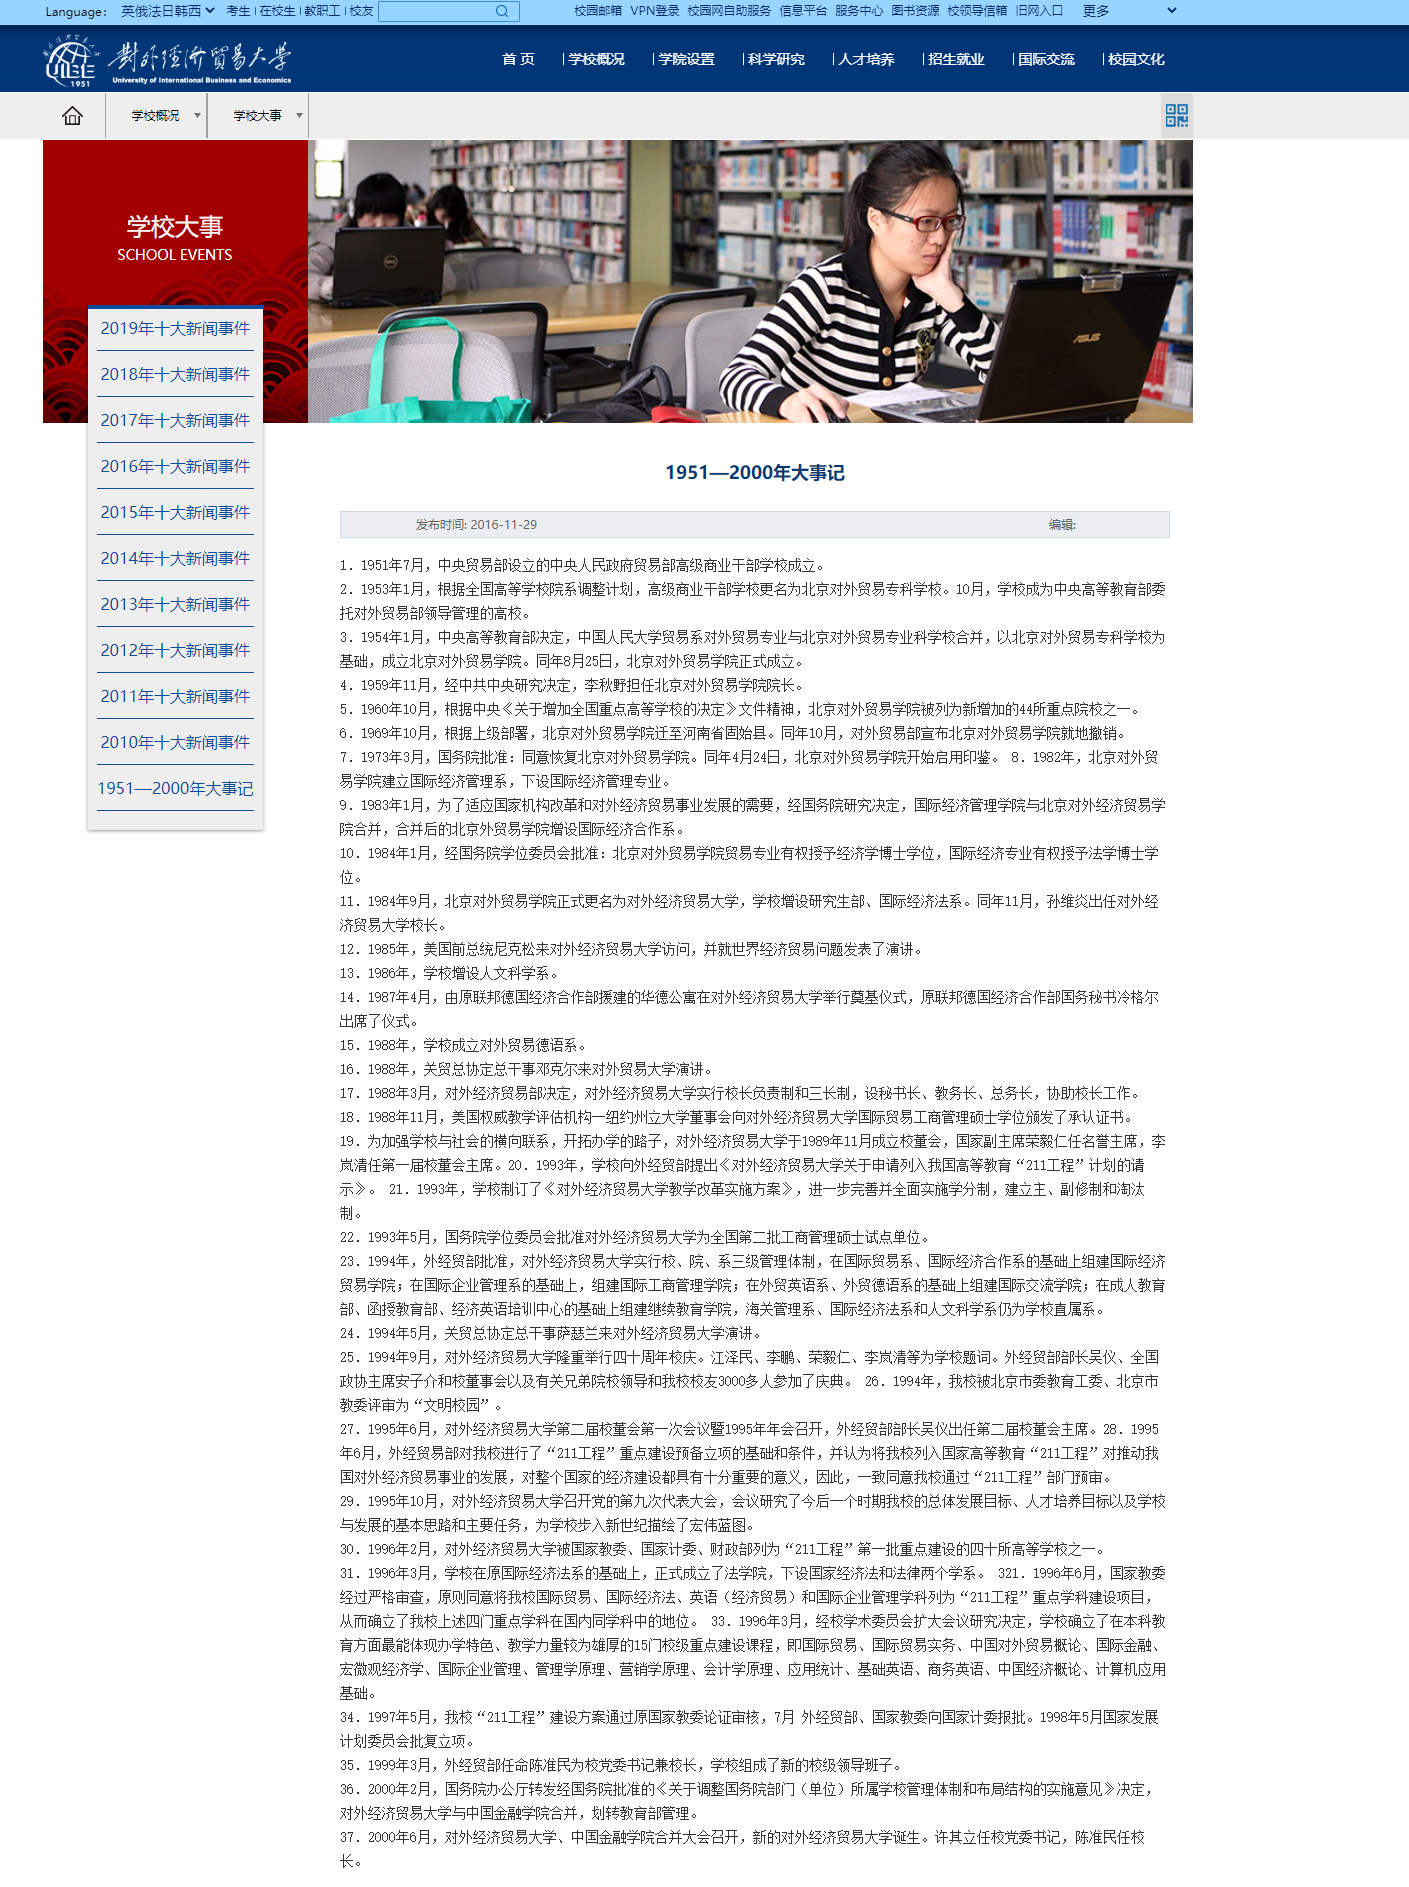 Language: 英俄法日韩西 考生 | 在校生 | 教职工 | 校友 校园邮箱 VPN登录 校园网自助服务 信息平台 服务中心 图书资源 校领导信箱 旧网入口 更多
對外經濟貿易大学
University of International Business and Economics
UIBE
1951
首 页 | 学校概况 | 学院设置 | 科学研究 | 人才培养 | 招生就业 | 国际交流 | 校园文化
学校概况 学校大事
学校大事
SCHOOL EVENTS
DELL
ASUS
2019年十大新闻事件
2018年十大新闻事件
2017年十大新闻事件
2016年十大新闻事件
2015年十大新闻事件
2014年十大新闻事件
2013年十大新闻事件
2012年十大新闻事件
2011年十大新闻事件
2010年十大新闻事件
1951—2000年大事记
1951—2000年大事记
发布时间: 2016-11-29 编辑:
1．1951年7月，中央贸易部设立的中央人民政府贸易部高级商业干部学校成立。
2．1953年1月，根据全国高等学校院系调整计划，高级商业干部学校更名为北京对外贸易专科学校。10月，学校成为中央高等教育部委
托对外贸易部领导管理的高校。
3．1954年1月，中央高等教育部决定，中国人民大学贸易系对外贸易专业与北京对外贸易专业科学校合并，以北京对外贸易专科学校为
基础，成立北京对外贸易学院。同年8月25日，北京对外贸易学院正式成立。
4．1959年11月，经中共中央研究决定，李秋野担任北京对外贸易学院院长。
5．1960年10月，根据中央《关于增加全国重点高等学校的决定》文件精神，北京对外贸易学院被列为新增加的44所重点院校之一。
6．1969年10月，根据上级部署，北京对外贸易学院迁至河南省固始县。同年10月，对外贸易部宣布北京对外贸易学院就地撤销。
7．1973年3月，国务院批准：同意恢复北京对外贸易学院。同年4月24日，北京对外贸易学院开始启用印鉴。 8．1982年，北京对外贸
易学院建立国际经济管理系，下设国际经济管理专业。
9．1983年1月，为了适应国家机构改革和对外经济贸易事业发展的需要，经国务院研究决定，国际经济管理学院与北京对外经济贸易学
院合并，合并后的北京外贸易学院增设国际经济合作系。
10．1984年1月，经国务院学位委员会批准：北京对外贸易学院贸易专业有权授予经济学博士学位，国际经济专业有权授予法学博士学
位。
11．1984年9月，北京对外贸易学院正式更名为对外经济贸易大学，学校增设研究生部、国际经济法系。同年11月，孙维炎出任对外经
济贸易大学校长。
12．1985年，美国前总统尼克松来对外经济贸易大学访问，并就世界经济贸易问题发表了演讲。
13．1986年，学校增设人文科学系。
14．1987年4月，由原联邦德国经济合作部援建的华德公寓在对外经济贸易大学举行奠基仪式，原联邦德国经济合作部国务秘书冷格尔
出席了仪式。
15．1988年，学校成立对外贸易德语系。
16．1988年，关贸总协定总干事邓克尔来对外贸易大学演讲。
17．1988年3月，对外经济贸易部决定，对外经济贸易大学实行校长负责制和三长制，设秘书长、教务长、总务长，协助校长工作。
18．1988年11月，美国权威教学评估机构一纽约州立大学董事会向对外经济贸易大学国际贸易工商管理硕士学位颁发了承认证书。
19．为加强学校与社会的横向联系，开拓办学的路子，对外经济贸易大学于1989年11月成立校董会，国家副主席荣毅仁任名誉主席，李
岚清任第一届校董会主席。20．1993年，学校向外经贸部提出《对外经济贸易大学关于申请列入我国高等教育“211工程”计划的请
示》。 21．1993年，学校制订了《对外经济贸易大学教学改革实施方案》，进一步完善并全面实施学分制，建立主、副修制和淘汰
制。
22．1993年5月，国务院学位委员会批准对外经济贸易大学为全国第二批工商管理硕士试点单位。
23．1994年，外经贸部批准，对外经济贸易大学实行校、院、系三级管理体制，在国际贸易系、国际经济合作系的基础上组建国际经济
贸易学院；在国际企业管理系的基础上，组建国际工商管理学院；在外贸英语系、外贸德语系的基础上组建国际交流学院；在成人教育
部、函授教育部、经济英语培训中心的基础上组建继续教育学院，海关管理系、国际经济法系和人文科学系仍为学校直属系。
24．1994年5月，关贸总协定总干事萨瑟兰来对外经济贸易大学演讲。
25．1994年9月，对外经济贸易大学隆重举行四十周年校庆。江泽民、李鹏、荣毅仁、李岚清等为学校题词。外经贸部部长吴仪、全国
政协主席安子介和校董事会以及有关兄弟院校领导和我校校友3000多人参加了庆典。 26．1994年，我校被北京市委教育工委、北京市
教委评审为“文明校园”。
27．1995年6月，对外经济贸易大学第二届校董会第一次会议暨1995年年会召开，外经贸部部长吴仪出任第二届校董会主席。28．1995
年6月，外经贸易部对我校进行了“211工程”重点建设预备立项的基础和条件，并认为将我校列入国家高等教育“211工程”对推动我
国对外经济贸易事业的发展，对整个国家的经济建设都具有十分重要的意义，因此，一致同意我校通过“211工程”部门预审。
29．1995年10月，对外经济贸易大学召开党的第九次代表大会，会议研究了今后一个时期我校的总体发展目标、人才培养目标以及学校
与发展的基本思路和主要任务，为学校步入新世纪描绘了宏伟蓝图。
30．1996年2月，对外经济贸易大学被国家教委、国家计委、财政部列为“211工程”第一批重点建设的四十所高等学校之一。
31．1996年3月，学校在原国际经济法系的基础上，正式成立了法学院，下设国家经济法和法律两个学系。 321．1996年6月，国家教委
经过严格审查，原则同意将我校国际贸易、国际经济法、英语（经济贸易）和国际企业管理学科列为“211工程”重点学科建设项目，
从而确立了我校上述四门重点学科在国内同学科中的地位。 33．1996年3月，经校学术委员会扩大会议研究决定，学校确立了在本科教
育方面最能体现办学特色、教学力量较为雄厚的15门校级重点建设课程，即国际贸易、国际贸易实务、中国对外贸易概论、国际金融、
宏微观经济学、国际企业管理、管理学原理、营销学原理、会计学原理、应用统计、基础英语、商务英语、中国经济概论、计算机应用
基础。
34．1997年5月，我校“211工程”建设方案通过原国家教委论证审核，7月 外经贸部、国家教委向国家计委报批。1998年5月国家发展
计划委员会批复立项。
35．1999年3月，外经贸部任命陈准民为校党委书记兼校长，学校组成了新的校级领导班子。
36．2000年2月，国务院办公厅转发经国务院批准的《关于调整国务院部门（单位）所属学校管理体制和布局结构的实施意见》决定，
对外经济贸易大学与中国金融学院合并，划转教育部管理。
37．2000年6月，对外经济贸易大学、中国金融学院合并大会召开，新的对外经济贸易大学诞生。许其立任校党委书记，陈准民任校
长。